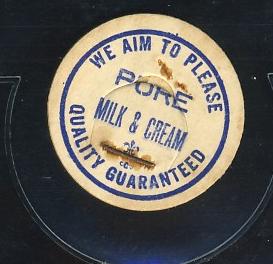 WE AIM TO PLEASE
PURE
MILK & CREAM
QUALITY GUARANTEED